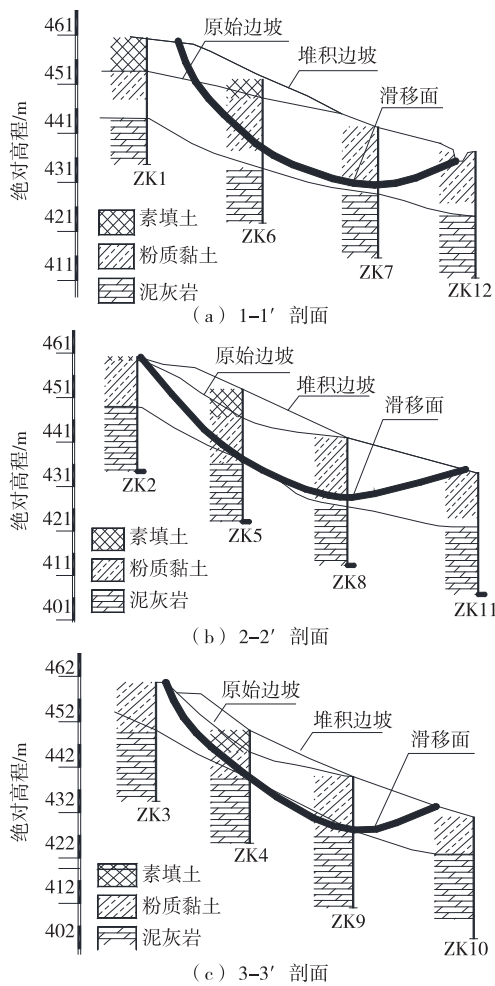 461
451
441
431
421
411
绝对高程/m
原始边坡
堆积边坡
滑移面
ZK1
ZK6
ZK7
ZK12
素填土
粉质黏土
泥灰岩
（a）1–1′ 剖面
461
451
441
431
421
411
401
绝对高程/m
原始边坡
堆积边坡
滑移面
ZK2
ZK5
ZK8
ZK11
素填土
粉质黏土
泥灰岩
（b）2–2′ 剖面
462
452
442
432
422
412
402
绝对高程/m
原始边坡
堆积边坡
滑移面
ZK3
ZK4
ZK9
ZK10
素填土
粉质黏土
泥灰岩
（c）3–3′ 剖面